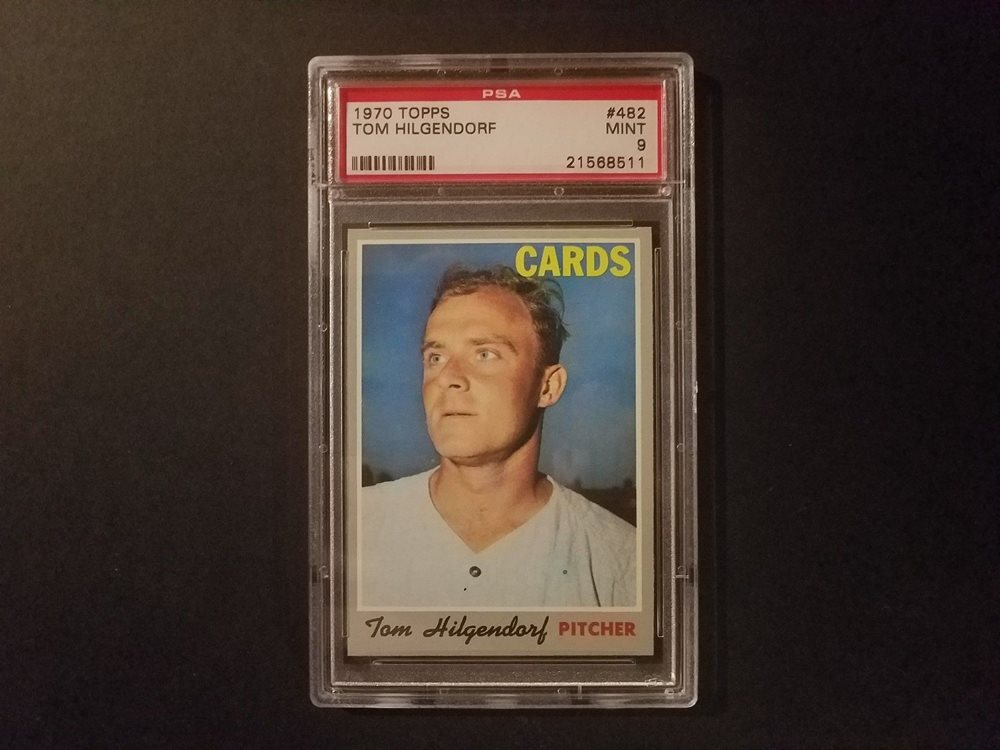 PSA
1970 TOPPS #482
TOM HILGENDORF MINT
9
21568511
CARDS
Tom Hilgendorf PITCHER